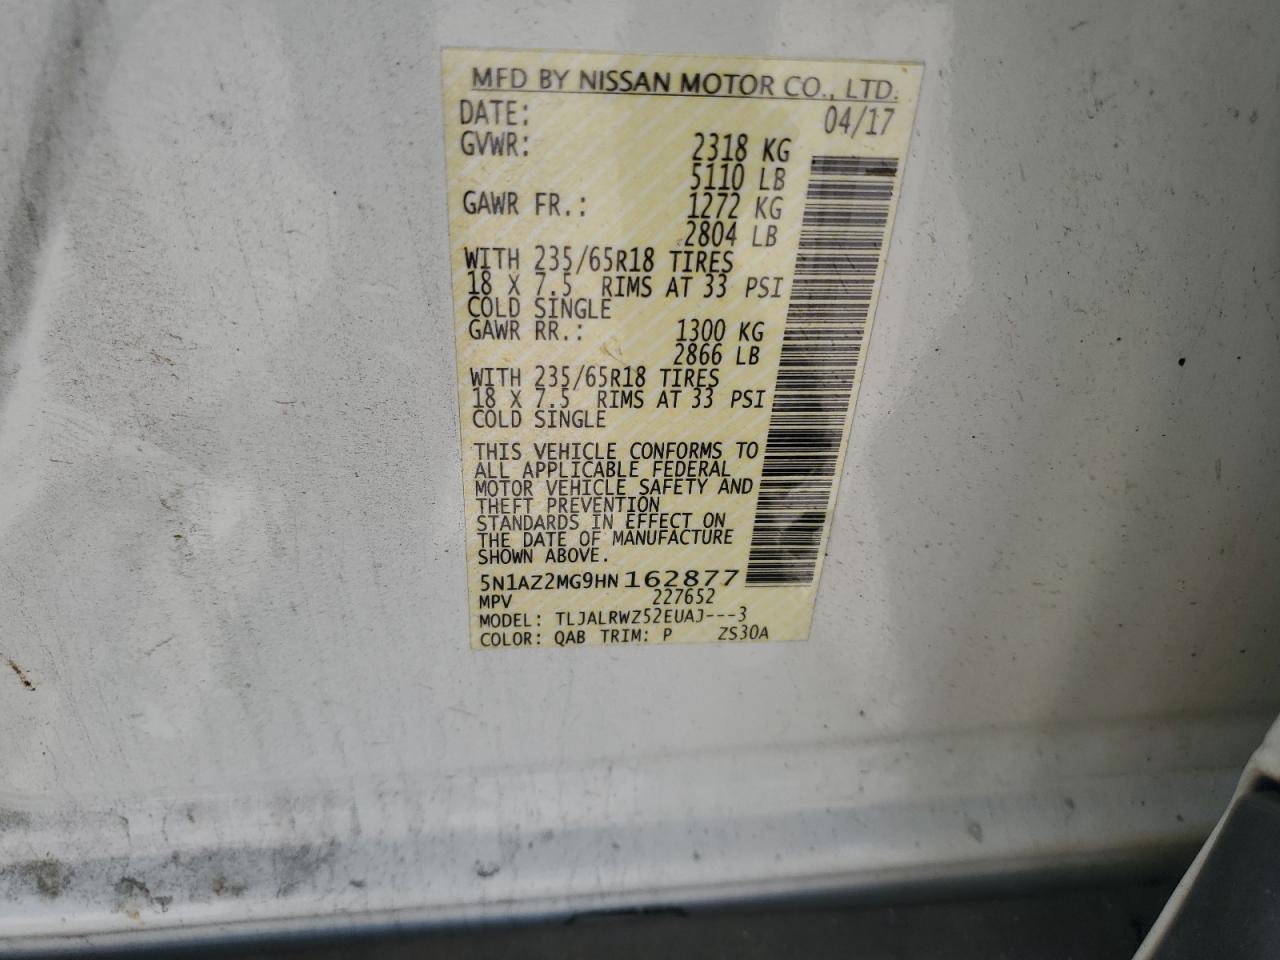 MFD BY NISSAN MOTOR CO., LTD.
DATE: 04/17
GVWR: 2318 KG
5110 LB
GAWR FR.: 1272 KG
2804 LB
WITH 235/65R18 TIRES
18 X 7.5 RIMS AT 33 PSI
COLD SINGLE
GAWR RR.: 1300 KG
2866 LB
WITH 235/65R18 TIRES
18 X 7.5 RIMS AT 33 PSI
COLD SINGLE
THIS VEHICLE CONFORMS TO
ALL APPLICABLE FEDERAL
MOTOR VEHICLE SAFETY AND
THEFT PREVENTION
STANDARDS IN EFFECT ON
THE DATE OF MANUFACTURE
SHOWN ABOVE.
5N1AZ2MG9HN162877
MPV 227652
MODEL: TLJALRWZ52EUAJ---3
COLOR: QAB TRIM: P ZS30A